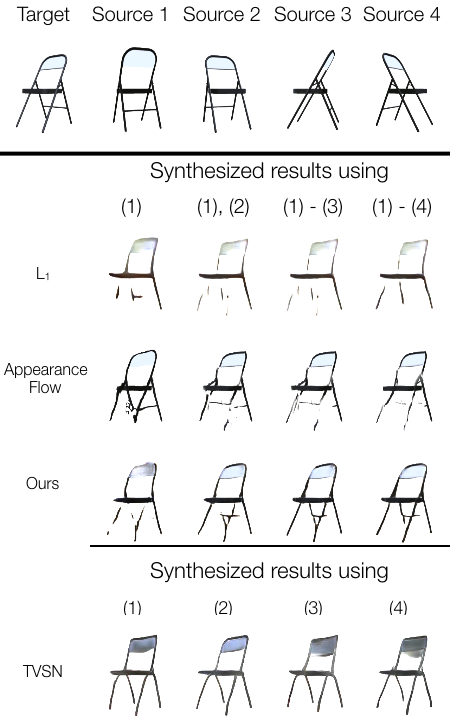 Target Source 1 Source 2 Source 3 Source 4
Synthesized results using
(1) (1), (2) (1) - (3) (1) - (4)
L₁
Appearance
Flow
Ours
Synthesized results using
(1) (2) (3) (4)
TVSN